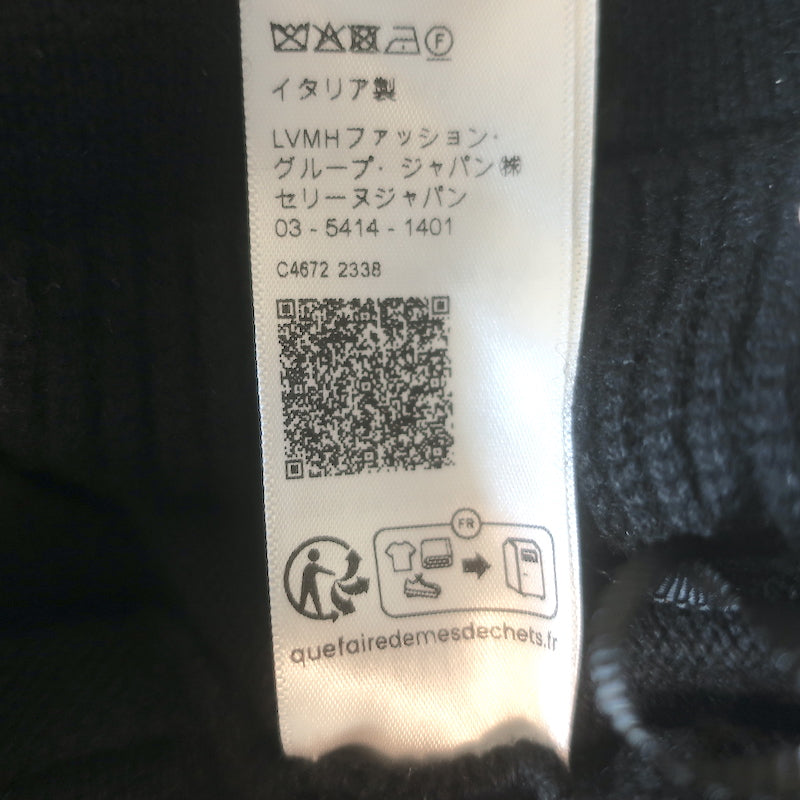 F
イタリア製
LVMHファッション・
グループ・ジャパン㈱
セリーヌジャパン
03 - 5414 - 1401
C4672 2338
FR
quefairedemesdechets.fr